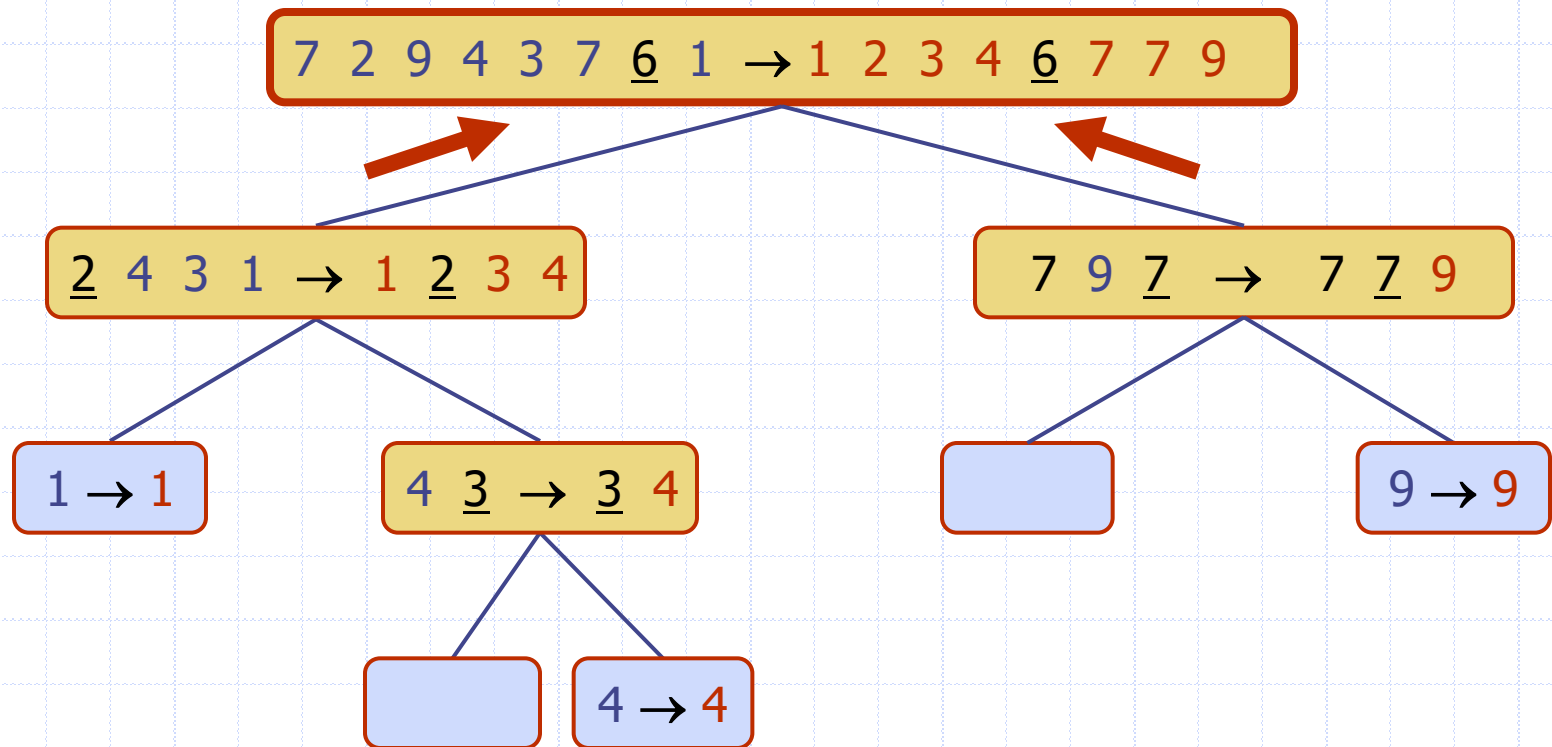 7 2 9 4 3 7 6 1 → 1 2 3 4 6 7 7 9
2 4 3 1 → 1 2 3 4
7 9 7 → 7 7 9
1 → 1
4 3 → 3 4
9 → 9
4 → 4